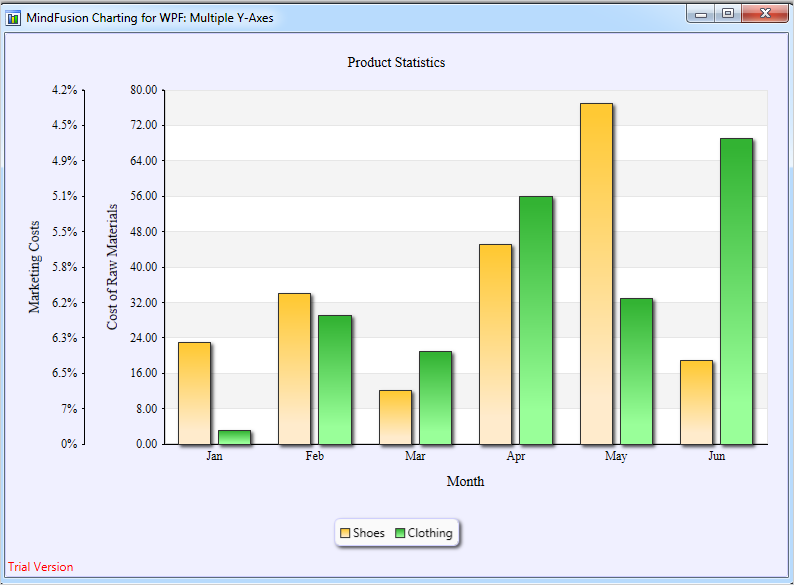 MindFusion Charting for WPF: Multiple Y-Axes
Product Statistics
Marketing Costs
4.2%
4.5%
4.9%
5.1%
5.5%
5.8%
6.2%
6.3%
6.5%
7%
0%
Cost of Raw Materials
80.00
72.00
64.00
56.00
48.00
40.00
32.00
24.00
16.00
8.00
0.00
Jan Feb Mar Apr May Jun
Month
Shoes Clothing
Trial Version